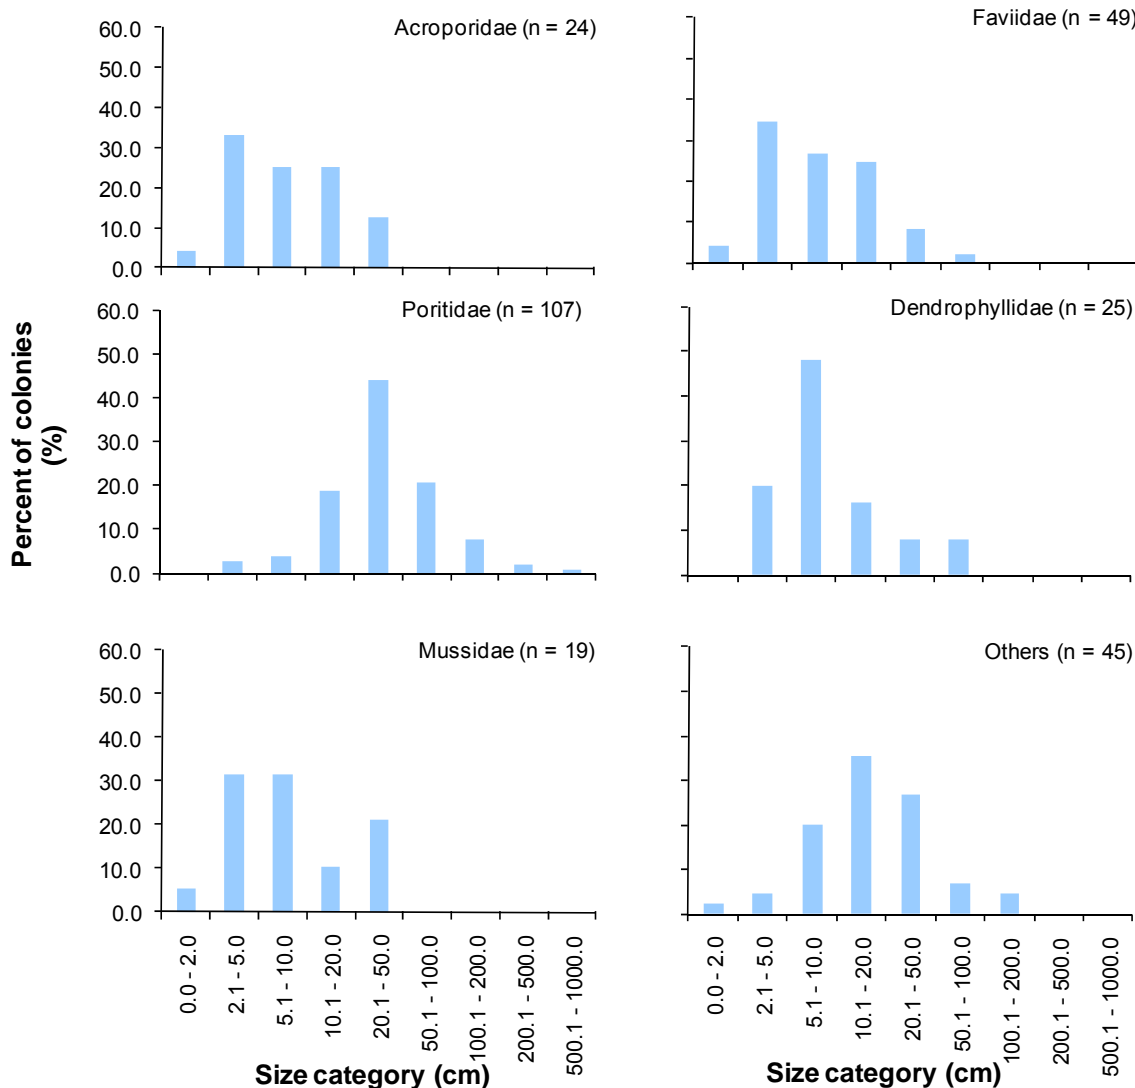 Acroporidae (n = 24)
60.0
50.0
40.0
30.0
20.0
10.0
0.0
Faviidae (n = 49)
Percent of colonies
(%)
Poritidae (n = 107)
60.0
50.0
40.0
30.0
20.0
10.0
0.0
Dendrophyllidae (n = 25)
Mussidae (n = 19)
60.0
50.0
40.0
30.0
20.0
10.0
0.0
Others (n = 45)
0.0 - 2.0
2.1 - 5.0
5.1 - 10.0
10.1 - 20.0
20.1 - 50.0
50.1 - 100.0
100.1 - 200.0
200.1 - 500.0
500.1 - 1000.0
Size category (cm)
0.0 - 2.0
2.1 - 5.0
5.1 - 10.0
10.1 - 20.0
20.1 - 50.0
50.1 - 100.0
100.1 - 200.0
200.1 - 500.0
500.1 - 1000.0
Size category (cm)